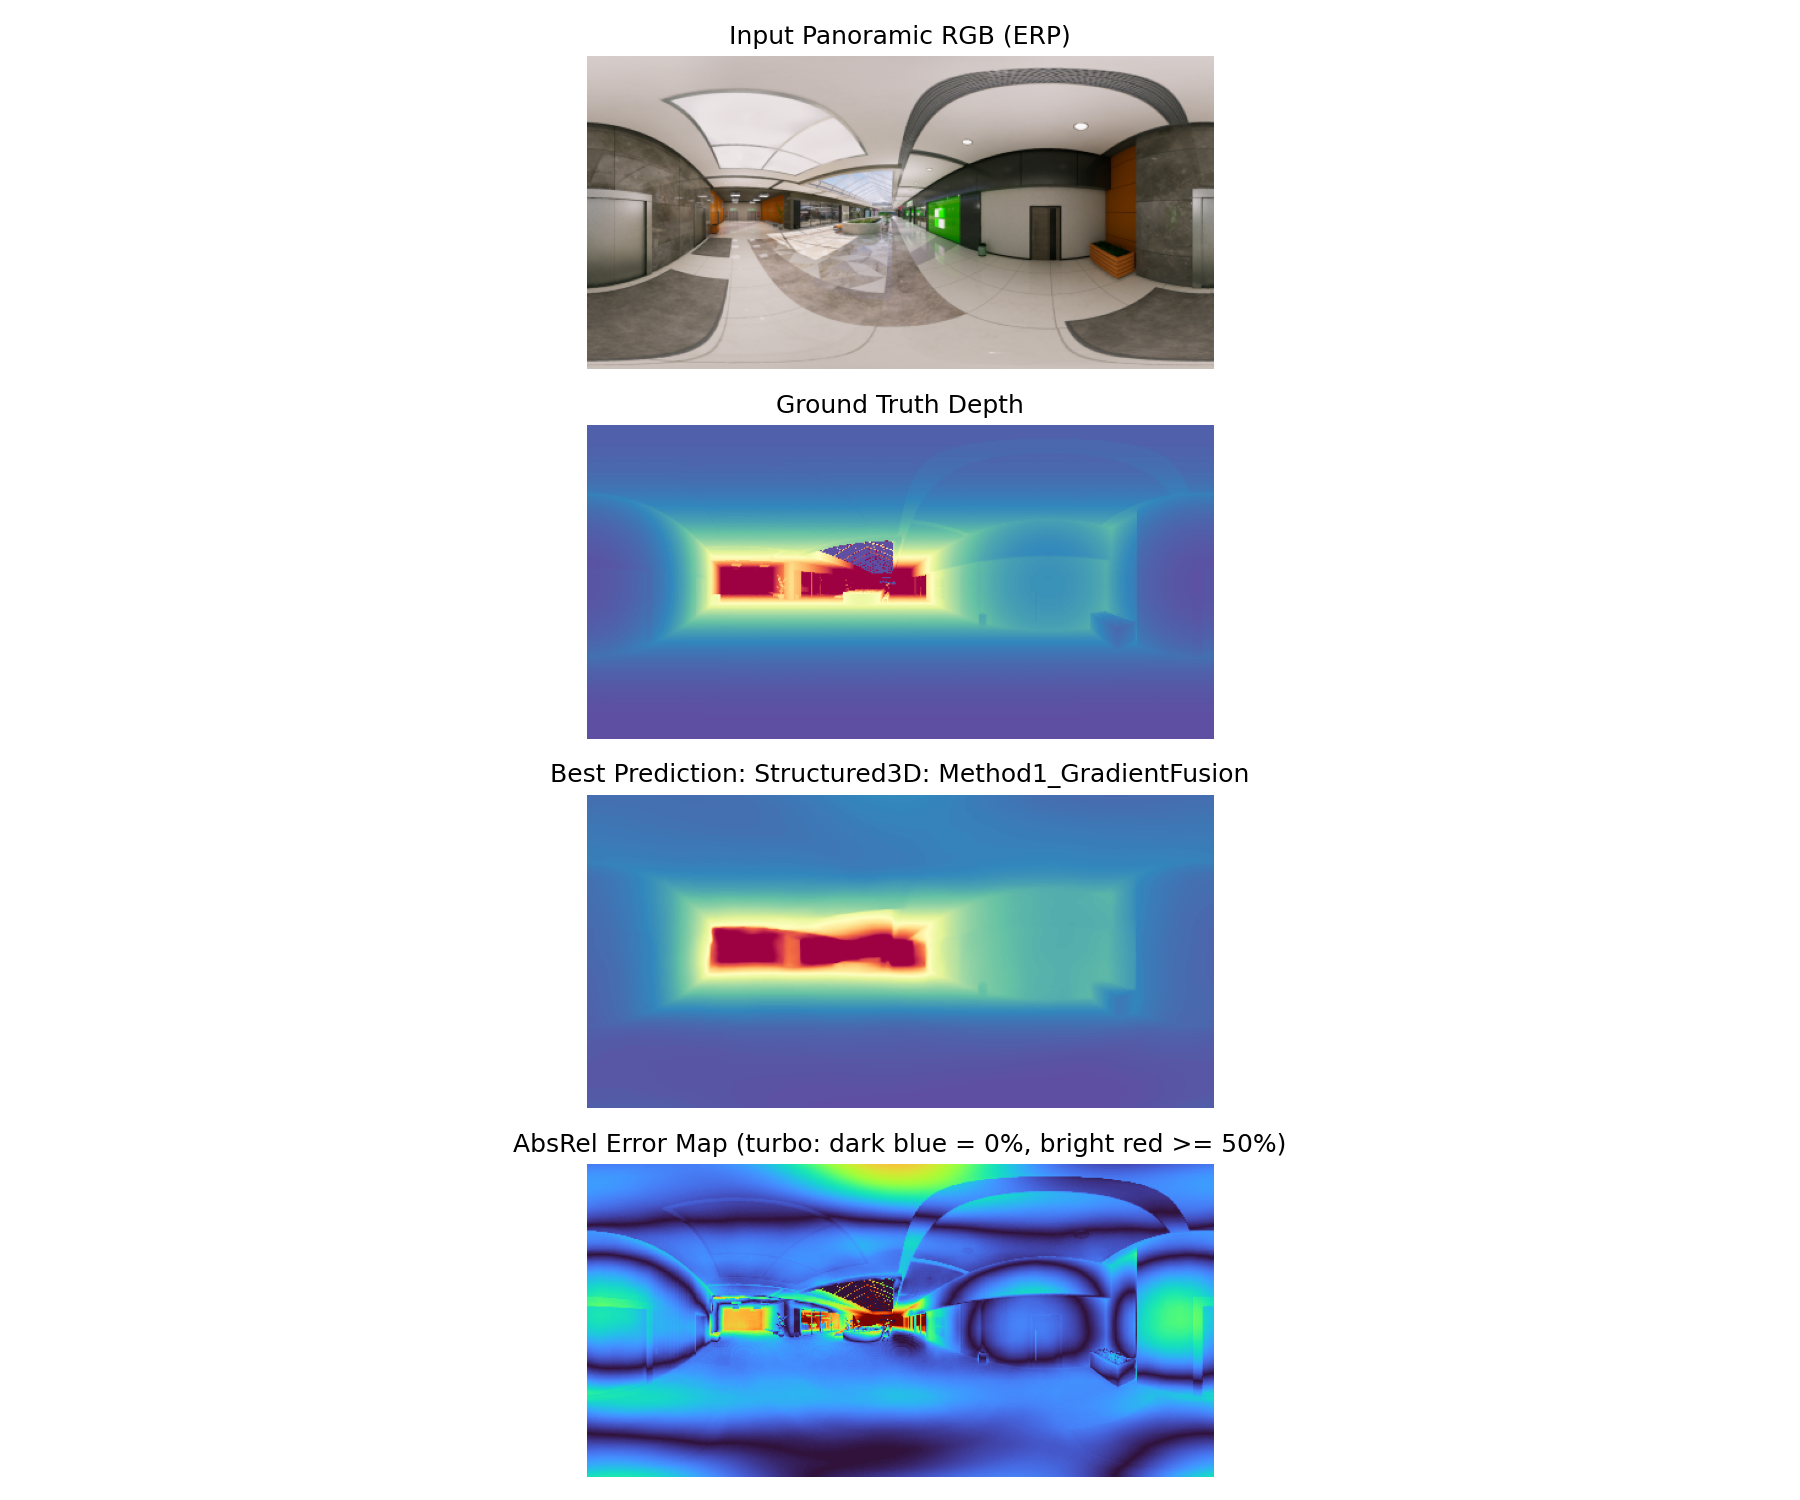 Input Panoramic RGB (ERP)
Ground Truth Depth
Best Prediction: Structured3D: Method1_GradientFusion
AbsRel Error Map (turbo: dark blue = 0%, bright red >= 50%)